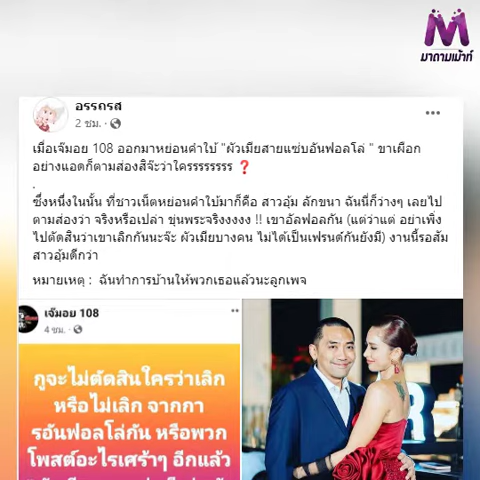 มาดามเม้าท์
อรรถรส
2 ชม. ·
เมื่อเจ๊มอย 108 ออกมาหย่อนคำใบ้ "ผัวเมียสายแซ่บอันฟอลโล่ " ขาเผือก
อย่างแอดก็ตามส่องสิจ๊ะว่าใครรรรรรรรร ❓
.
ซึ่งหนึ่งในนั้น ที่ชาวเน็ตหย่อนคำใบ้มาก็คือ สาวอุ้ม ลักขนา ฉันนี่ก็ว่างๆ เลยไป
ตามส่องว่า จริงหรือเปล่า ขุ่นพระจริงงงงง !! เขาอัลฟอลกัน (แต่ว่าแต่ อย่าเพิ่ง
ไปตัดสินว่าเขาเลิกกันนะจ๊ะ ผัวเมียบางคน ไม่ได้เป็นเฟรนด์กันยังมี) งานนี้รอสัม
สาวอุ้มดีกว่า
หมายเหตุ : ฉันทำการบ้านให้พวกเธอแล้วนะลูกเพจ
เจ๊มอย 108
4 ชม. ·
กูจะไม่ตัดสินใครว่าเลิก
หรือไม่เลิก จากกา
รอันฟอลโล่กัน หรือพวก
โพสต์อะไรเศร้าๆ อีกแล้ว